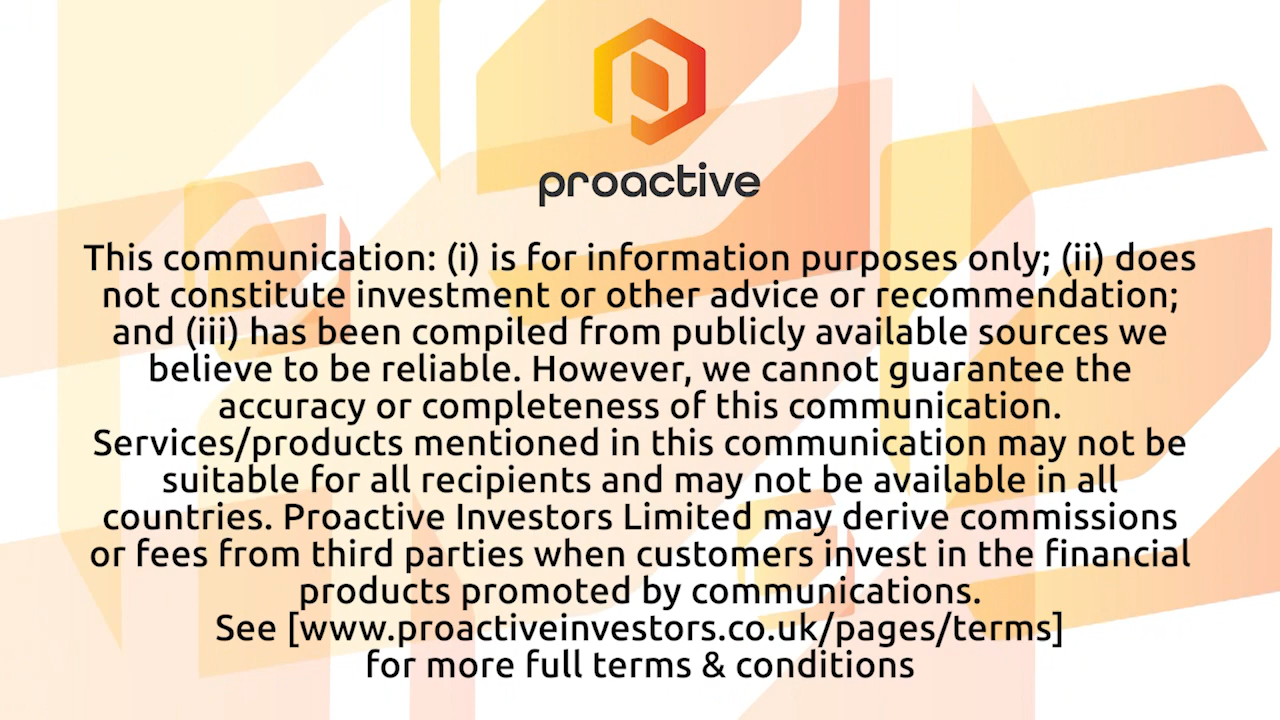 proactive
This communication: (i) is for information purposes only; (ii) does
not constitute investment or other advice or recommendation;
and (iii) has been compiled from publicly available sources we
believe to be reliable. However, we cannot guarantee the
accuracy or completeness of this communication.
Services/products mentioned in this communication may not be
suitable for all recipients and may not be available in all
countries. Proactive Investors Limited may derive commissions
or fees from third parties when customers invest in the financial
products promoted by communications.
See [www.proactiveinvestors.co.uk/pages/terms]
for more full terms & conditions